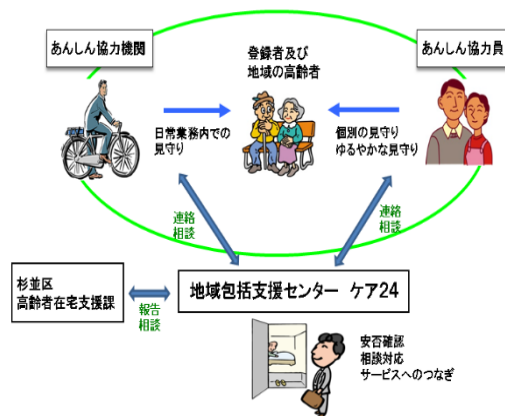 あんしん協力機関
登録者及び
地域の高齢者
あんしん協力員
日常業務内での
見守り
個別の見守り
ゆるやかな見守り
連絡
相談
連絡
相談
杉並区
高齢者在宅支援課
報告
相談
地域包括支援センター ケア24
安否確認
相談対応
サービスへのつなぎ